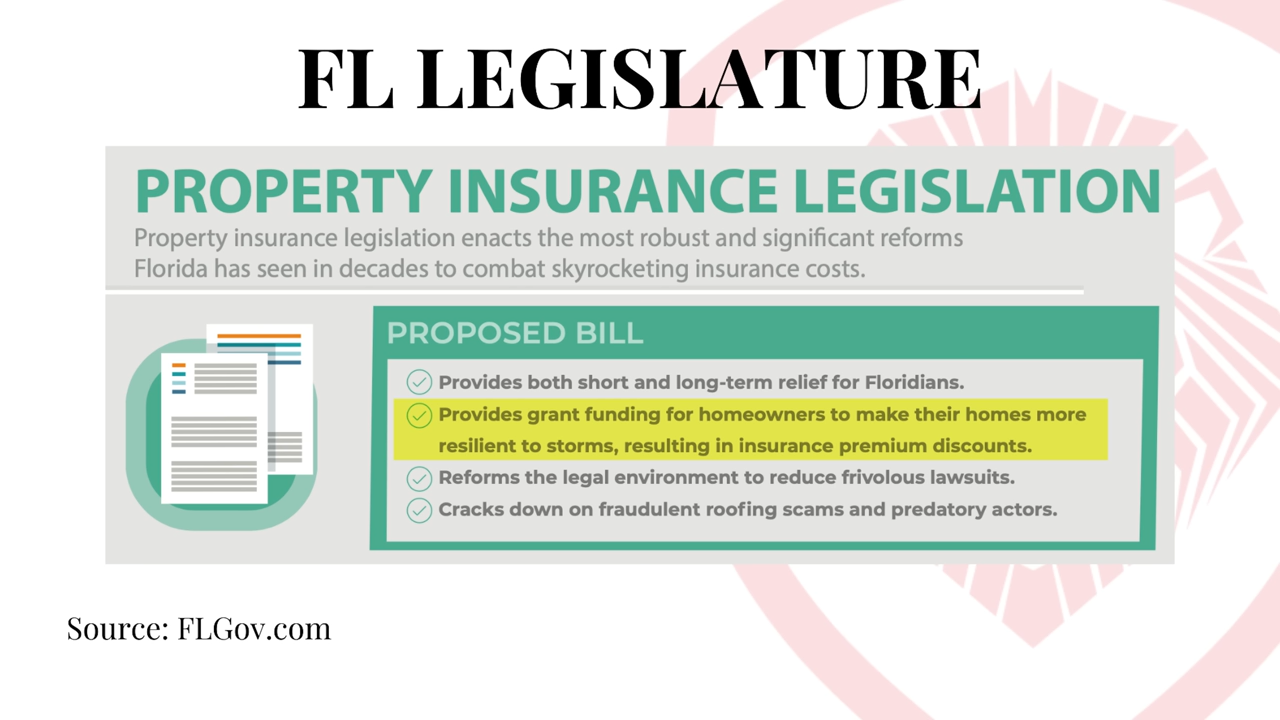 FL LEGISLATURE
PROPERTY INSURANCE LEGISLATION
Property insurance legislation enacts the most robust and significant reforms
Florida has seen in decades to combat skyrocketing insurance costs.
PROPOSED BILL
Provides both short and long-term relief for Floridians.
Provides grant funding for homeowners to make their homes more
resilient to storms, resulting in insurance premium discounts.
Reforms the legal environment to reduce frivolous lawsuits.
Cracks down on fraudulent roofing scams and predatory actors.
Source: FLGov.com